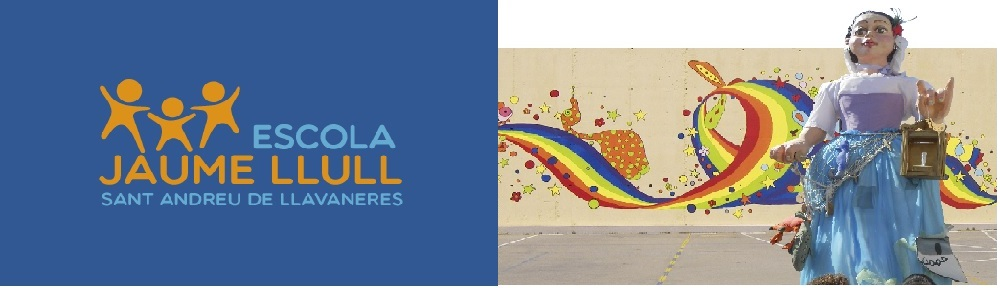 ESCOLA
JAUME LLULL
SANT ANDREU DE LLAVANERES